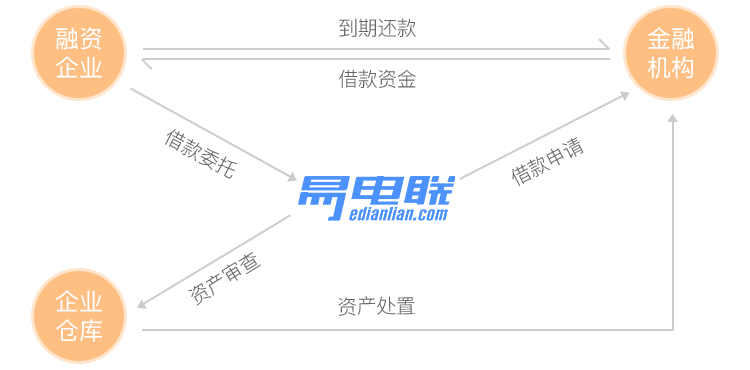 融资
企业
到期还款
借款资金
金融
机构
借款委托
借款申请
易电联
edianlian.com
资产审查
企业
仓库
资产处置